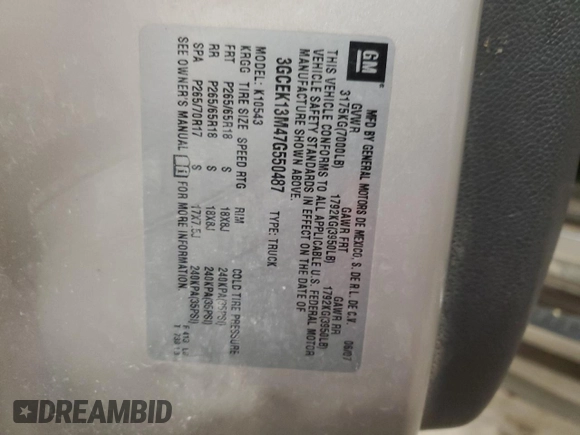 GM
MFD BY GENERAL MOTORS DE MEXICO, S. DE R L. DE C.V. 06/07
GVWR GAWR FRT GAWR RR
3175KG(7000LB) 1792KG(3950LB) 1792KG(3950LB)
THIS VEHICLE CONFORMS TO ALL APPLICABLE U.S. FEDERAL MOTOR
VEHICLE SAFETY STANDARDS IN EFFECT ON THE DATE OF
MANUFACTURE SHOWN ABOVE.
3GCEK13M47G550487 TYPE: TRUCK
MODEL: K10543
KRGG TIRE SIZE SPEED RTG RIM COLD TIRE PRESSURE
FRT P265/65R18 S 18X8J 240KPA(35PSI)
RR P265/65R18 S 18X8J 240KPA(35PSI)
SPA P265/70R17 S 17X7.5J 240KPA(35PSI)
SEE OWNER'S MANUAL FOR MORE INFORMATION.
DREAMBID